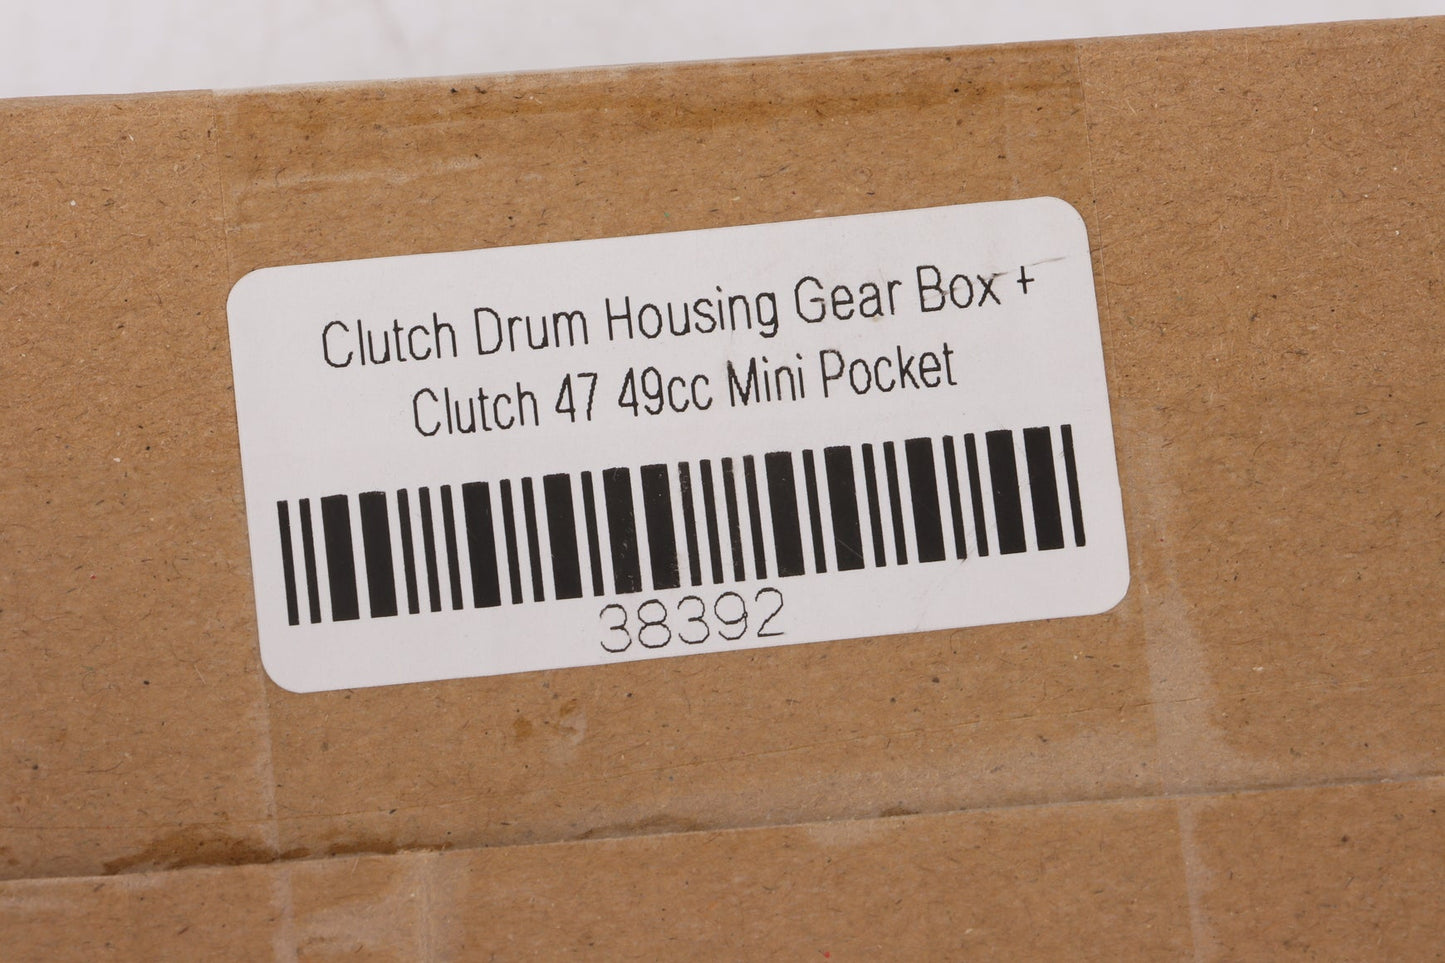 Clutch Drum Housing Gear Box +
Clutch 47 49cc Mini Pocket
38392